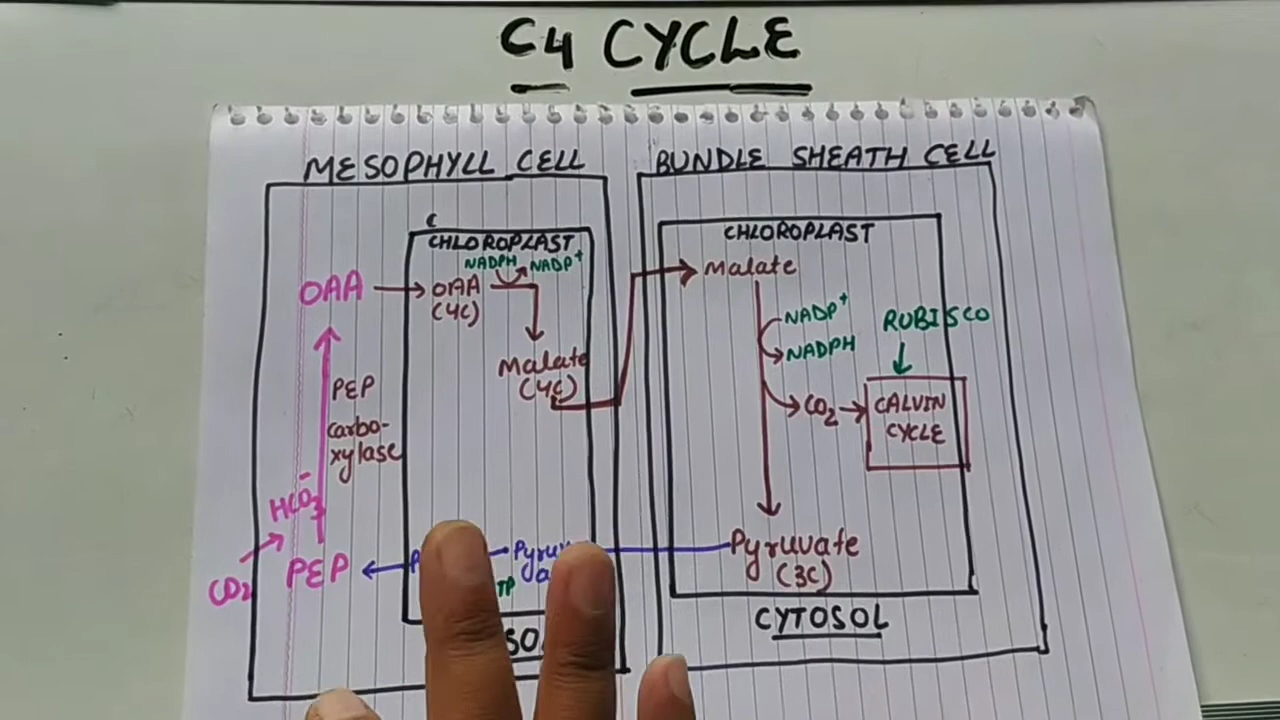 C4 CYCLE
MESOPHYLL CELL
CHLOROPLAST
NADPH NADP+
OAA
OAA
(4C)
Malate
(4C)
PEP
carbo-
xylase
HCO3-
CO2
PEP
BUNDLE SHEATH CELL
CHLOROPLAST
Malate
NADP+
NADPH
RUBISCO
CO2
CALVIN
CYCLE
Pyruvate
(3C)
CYTOSOL